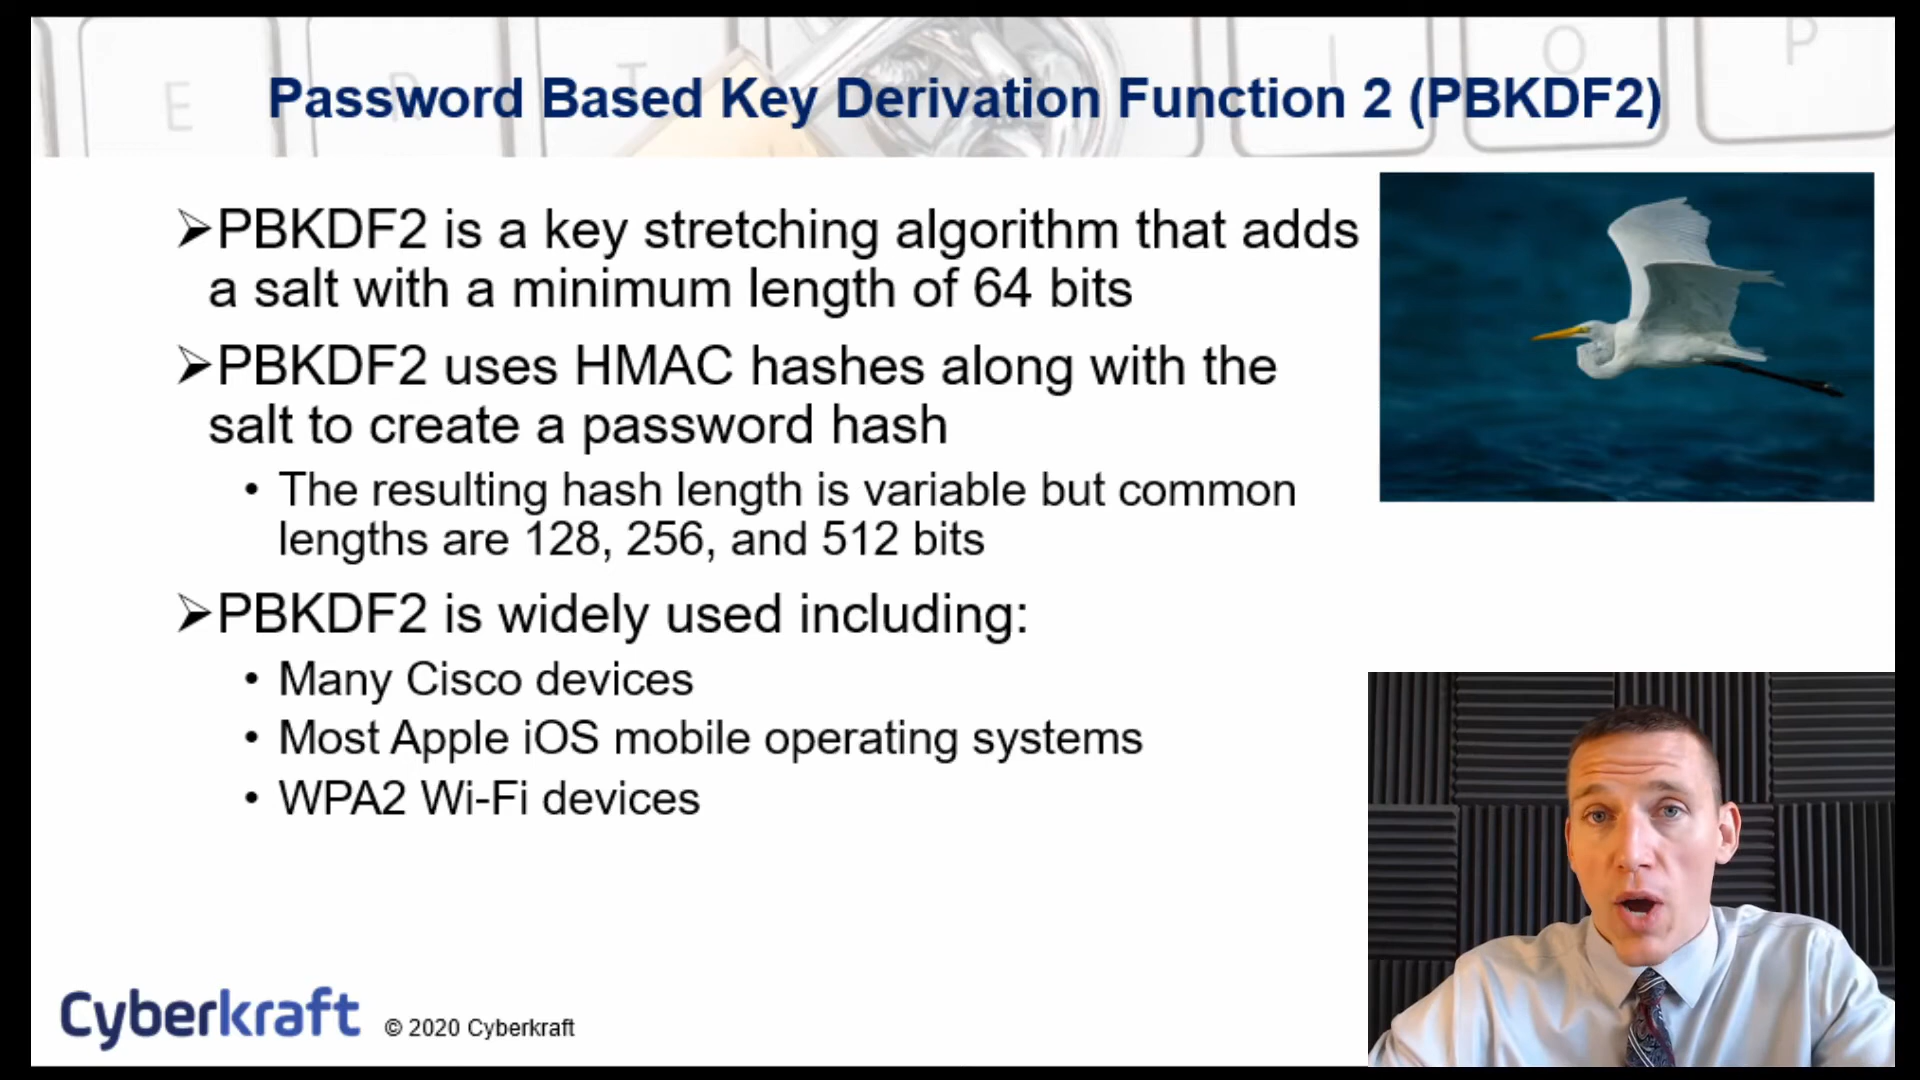 Password Based Key Derivation Function 2 (PBKDF2)
➢PBKDF2 is a key stretching algorithm that adds
a salt with a minimum length of 64 bits
➢PBKDF2 uses HMAC hashes along with the
salt to create a password hash
• The resulting hash length is variable but common
lengths are 128, 256, and 512 bits
➢PBKDF2 is widely used including:
• Many Cisco devices
• Most Apple iOS mobile operating systems
• WPA2 Wi-Fi devices
Cyberkraft © 2020 Cyberkraft
E R T I O P